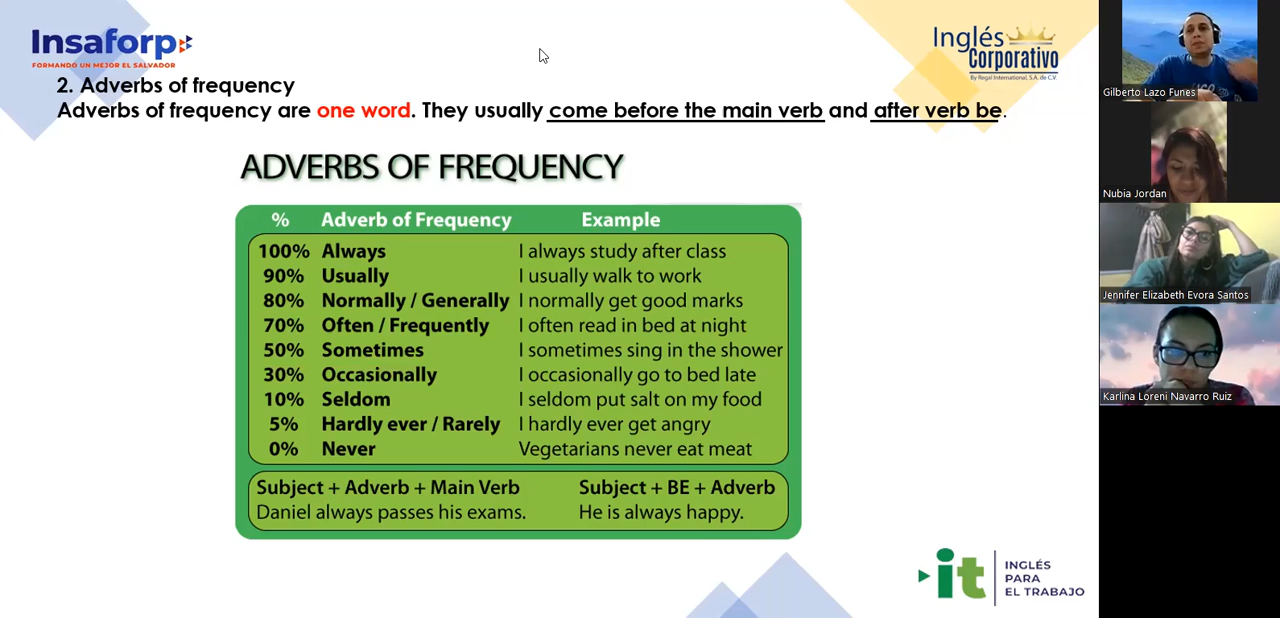 Insaforp
FORMANDO UN MEJOR EL SALVADOR
Inglés
Corporativo
By Regal International, S.A. de C.V.
2. Adverbs of frequency
Adverbs of frequency are one word. They usually come before the main verb and after verb be.
ADVERBS OF FREQUENCY
% Adverb of Frequency Example
100% Always I always study after class
90% Usually I usually walk to work
80% Normally / Generally I normally get good marks
70% Often / Frequently I often read in bed at night
50% Sometimes I sometimes sing in the shower
30% Occasionally I occasionally go to bed late
10% Seldom I seldom put salt on my food
5% Hardly ever / Rarely I hardly ever get angry
0% Never Vegetarians never eat meat
Subject + Adverb + Main Verb Subject + BE + Adverb
Daniel always passes his exams. He is always happy.
it INGLÉS
PARA
EL TRABAJO
Gilberto Lazo Funes
Nubia Jordan
Jennifer Elizabeth Evora Santos
Karlina Loreni Navarro Ruiz